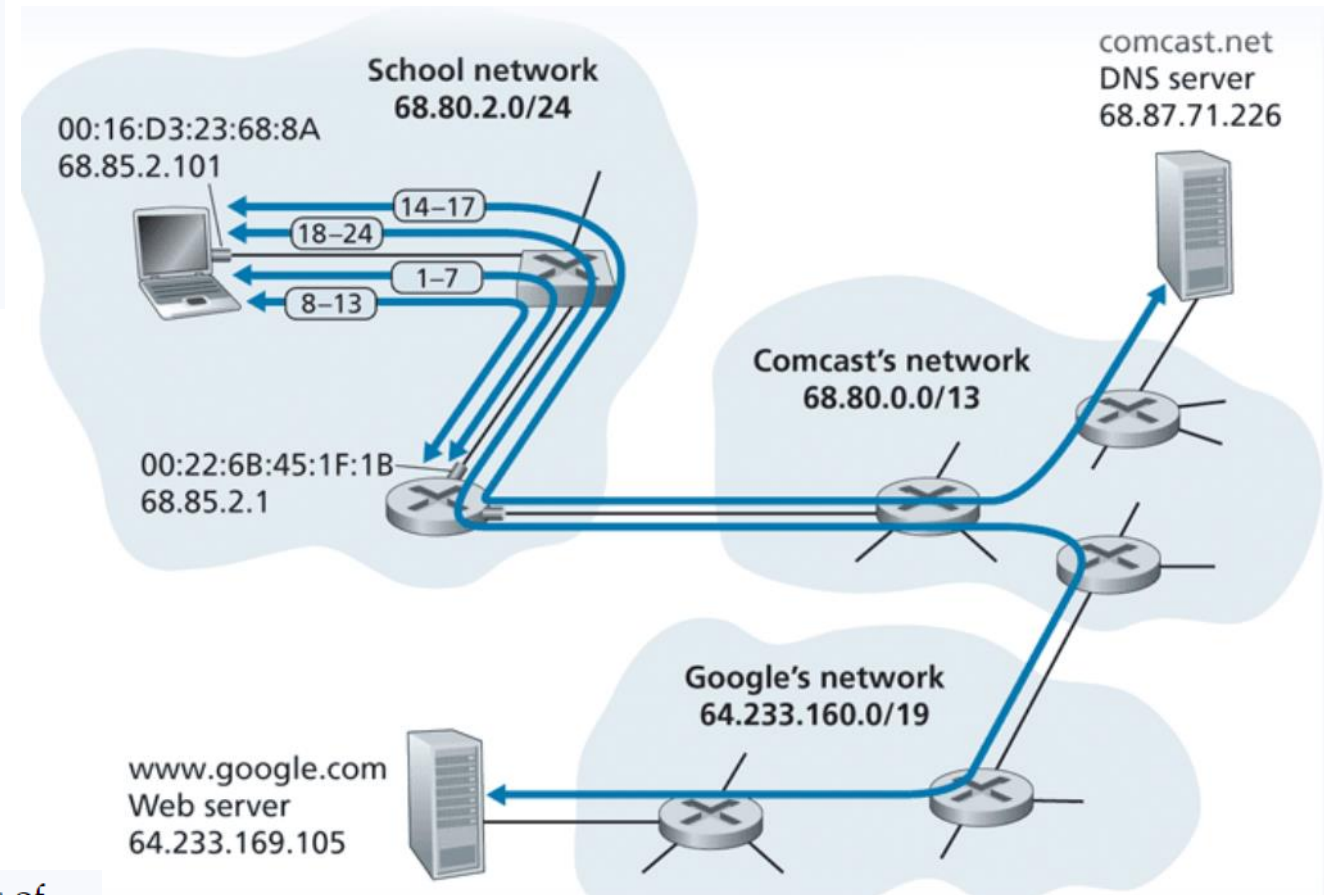 School network
68.80.2.0/24
comcast.net
DNS server
68.87.71.226
00:16:D3:23:68:8A
68.85.2.101
14–17
18–24
1–7
8–13
Comcast's network
68.80.0.0/13
00:22:6B:45:1F:1B
68.85.2.1
Google's network
64.233.160.0/19
www.google.com
Web server
64.233.169.105